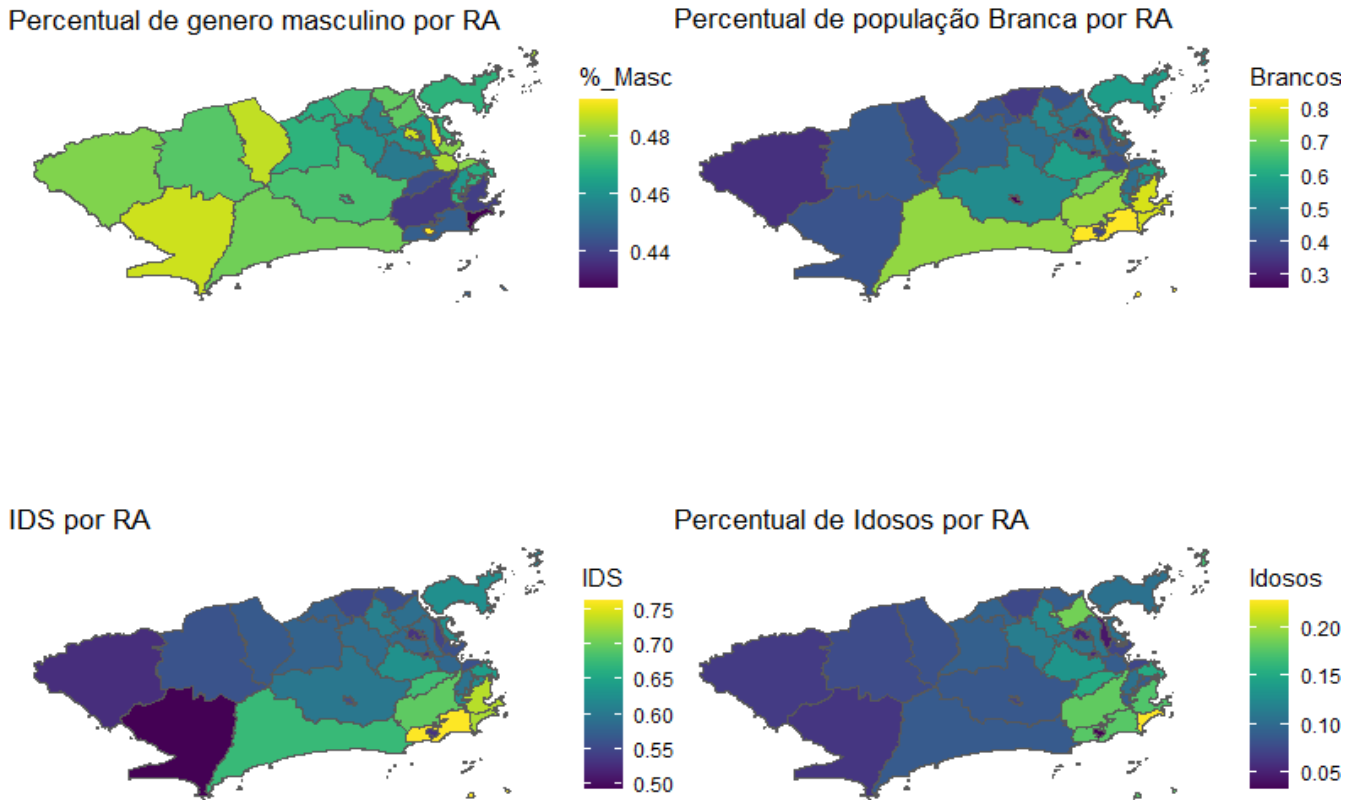 Percentual de genero masculino por RA
%_Masc
0.48
0.46
0.44
Percentual de população Branca por RA
Brancos
0.8
0.7
0.6
0.5
0.4
0.3
IDS por RA
IDS
0.75
0.70
0.65
0.60
0.55
0.50
Percentual de Idosos por RA
Idosos
0.20
0.15
0.10
0.05